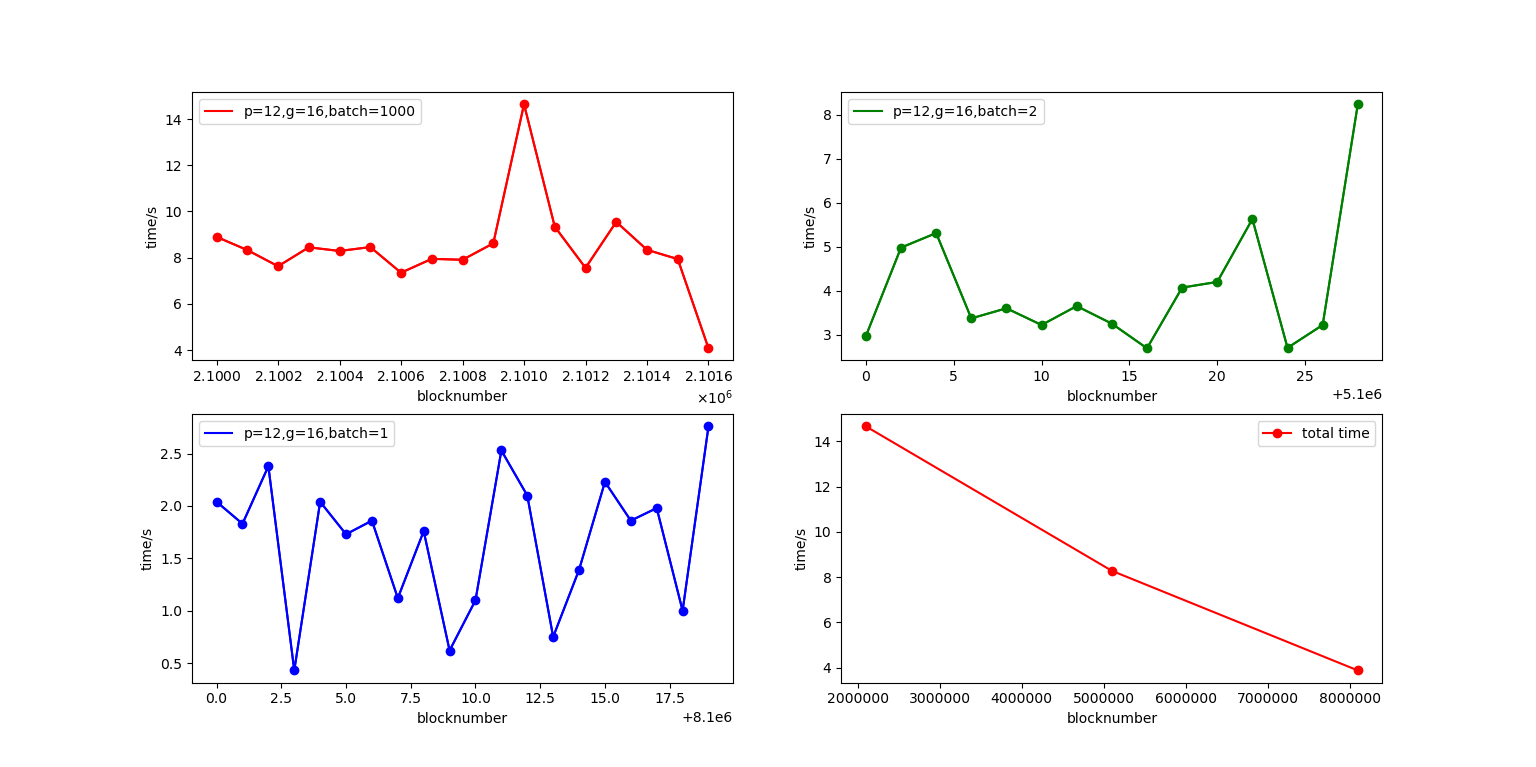 p=12,g=16,batch=1000
14
12
10
8
6
4
time/s
2.1000 2.1002 2.1004 2.1006 2.1008 2.1010 2.1012 2.1014 2.1016
blocknumber
×10⁶
p=12,g=16,batch=2
8
7
6
5
4
3
time/s
0 5 10 15 20 25
blocknumber
+5.1e6
p=12,g=16,batch=1
2.5
2.0
1.5
1.0
0.5
time/s
0.0 2.5 5.0 7.5 10.0 12.5 15.0 17.5
blocknumber
+8.1e6
total time
14
12
10
8
6
4
time/s
2000000 3000000 4000000 5000000 6000000 7000000 8000000
blocknumber